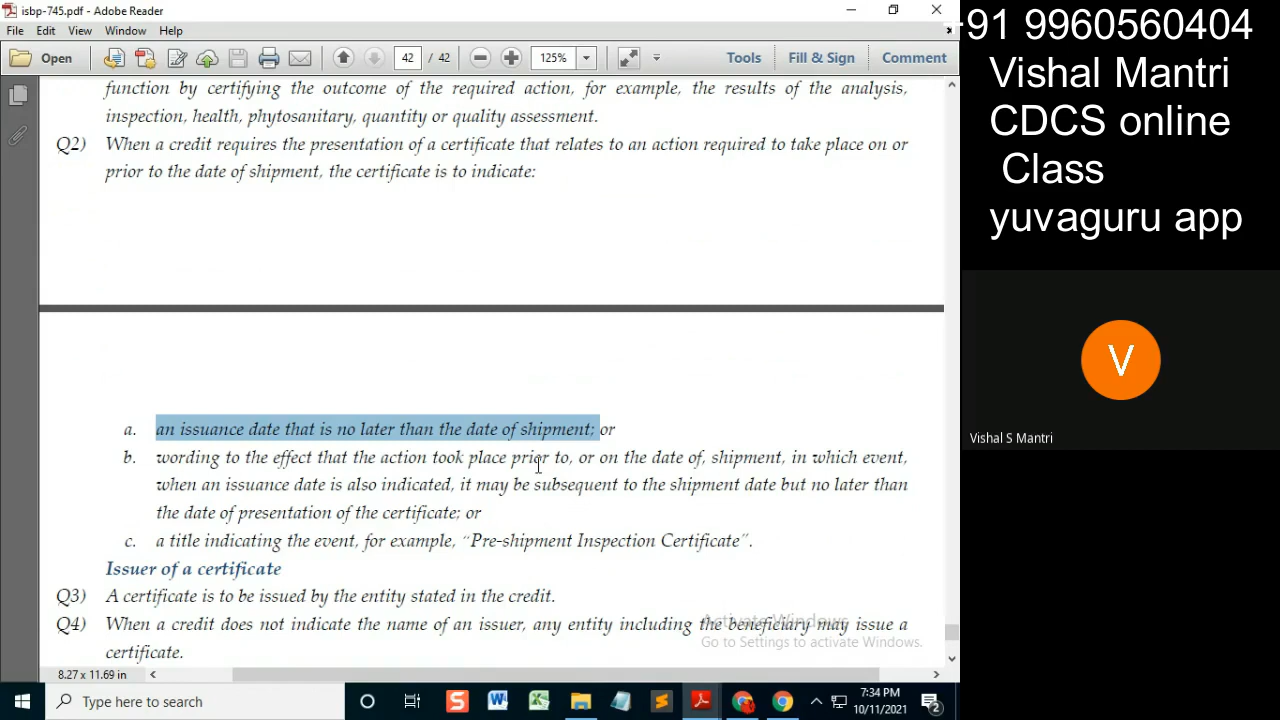 isbp-745.pdf - Adobe Reader
File Edit View Window Help
Open 42 / 42 125% Tools Fill & Sign Comment
function by certifying the outcome of the required action, for example, the results of the analysis,
inspection, health, phytosanitary, quantity or quality assessment.
Q2) When a credit requires the presentation of a certificate that relates to an action required to take place on or
prior to the date of shipment, the certificate is to indicate:
a. an issuance date that is no later than the date of shipment; or
b. wording to the effect that the action took place prior to, or on the date of, shipment, in which event,
when an issuance date is also indicated, it may be subsequent to the shipment date but no later than
the date of presentation of the certificate; or
c. a title indicating the event, for example, "Pre-shipment Inspection Certificate".
Issuer of a certificate
Q3) A certificate is to be issued by the entity stated in the credit.
Q4) When a credit does not indicate the name of an issuer, any entity including the beneficiary may issue a
certificate.
Activate Windows
Go to Settings to activate Windows.
8.27 x 11.69 in
Type here to search
7:34 PM
10/11/2021
2
+91 9960560404
Vishal Mantri
CDCS online
Class
yuvaguru app
V
Vishal S Mantri